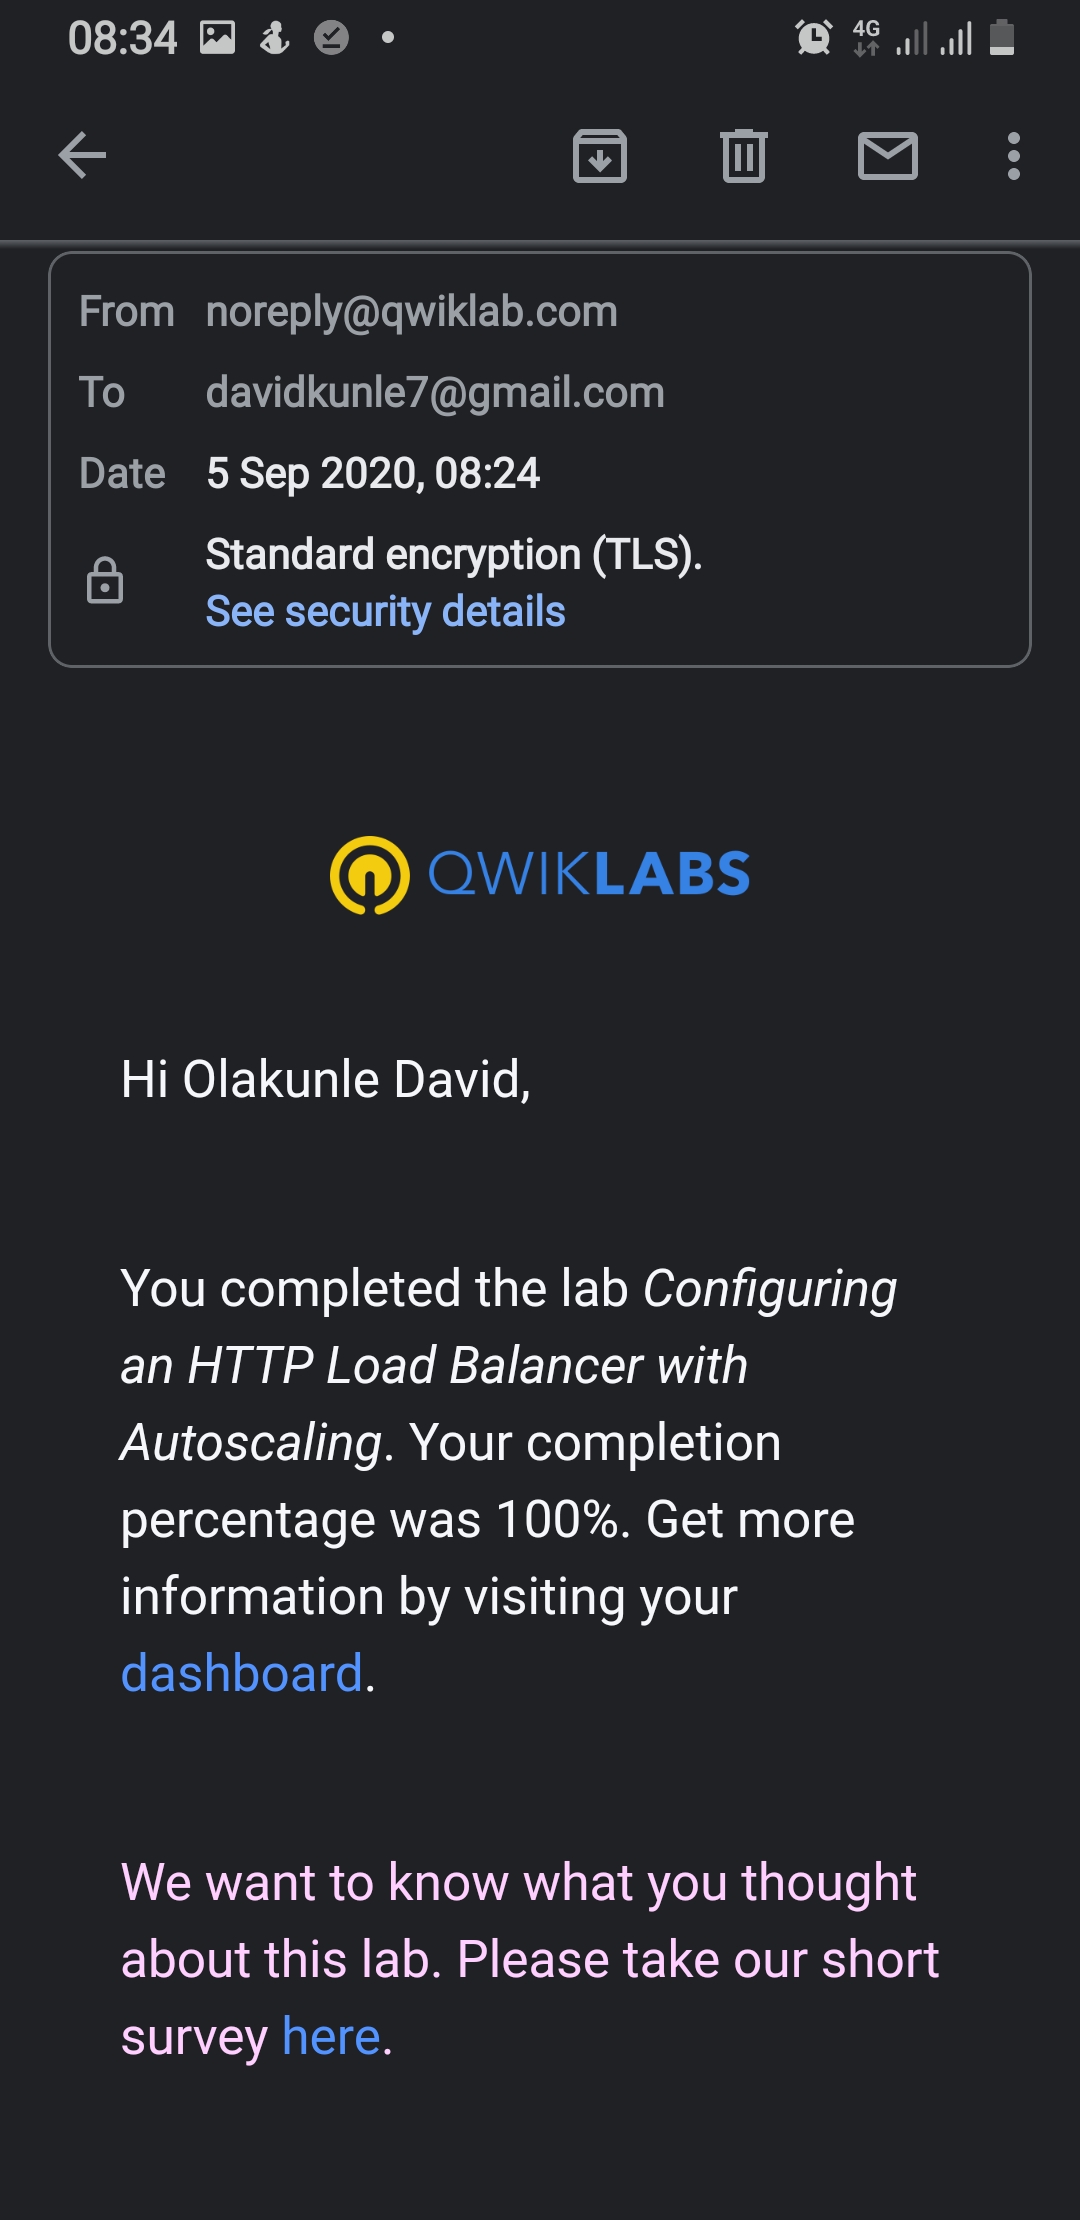 08:34
4G
From noreply@qwiklab.com
To davidkunle7@gmail.com
Date 5 Sep 2020, 08:24
Standard encryption (TLS).
See security details
QWIKLABS
Hi Olakunle David,
You completed the lab Configuring
an HTTP Load Balancer with
Autoscaling. Your completion
percentage was 100%. Get more
information by visiting your
dashboard.
We want to know what you thought
about this lab. Please take our short
survey here.